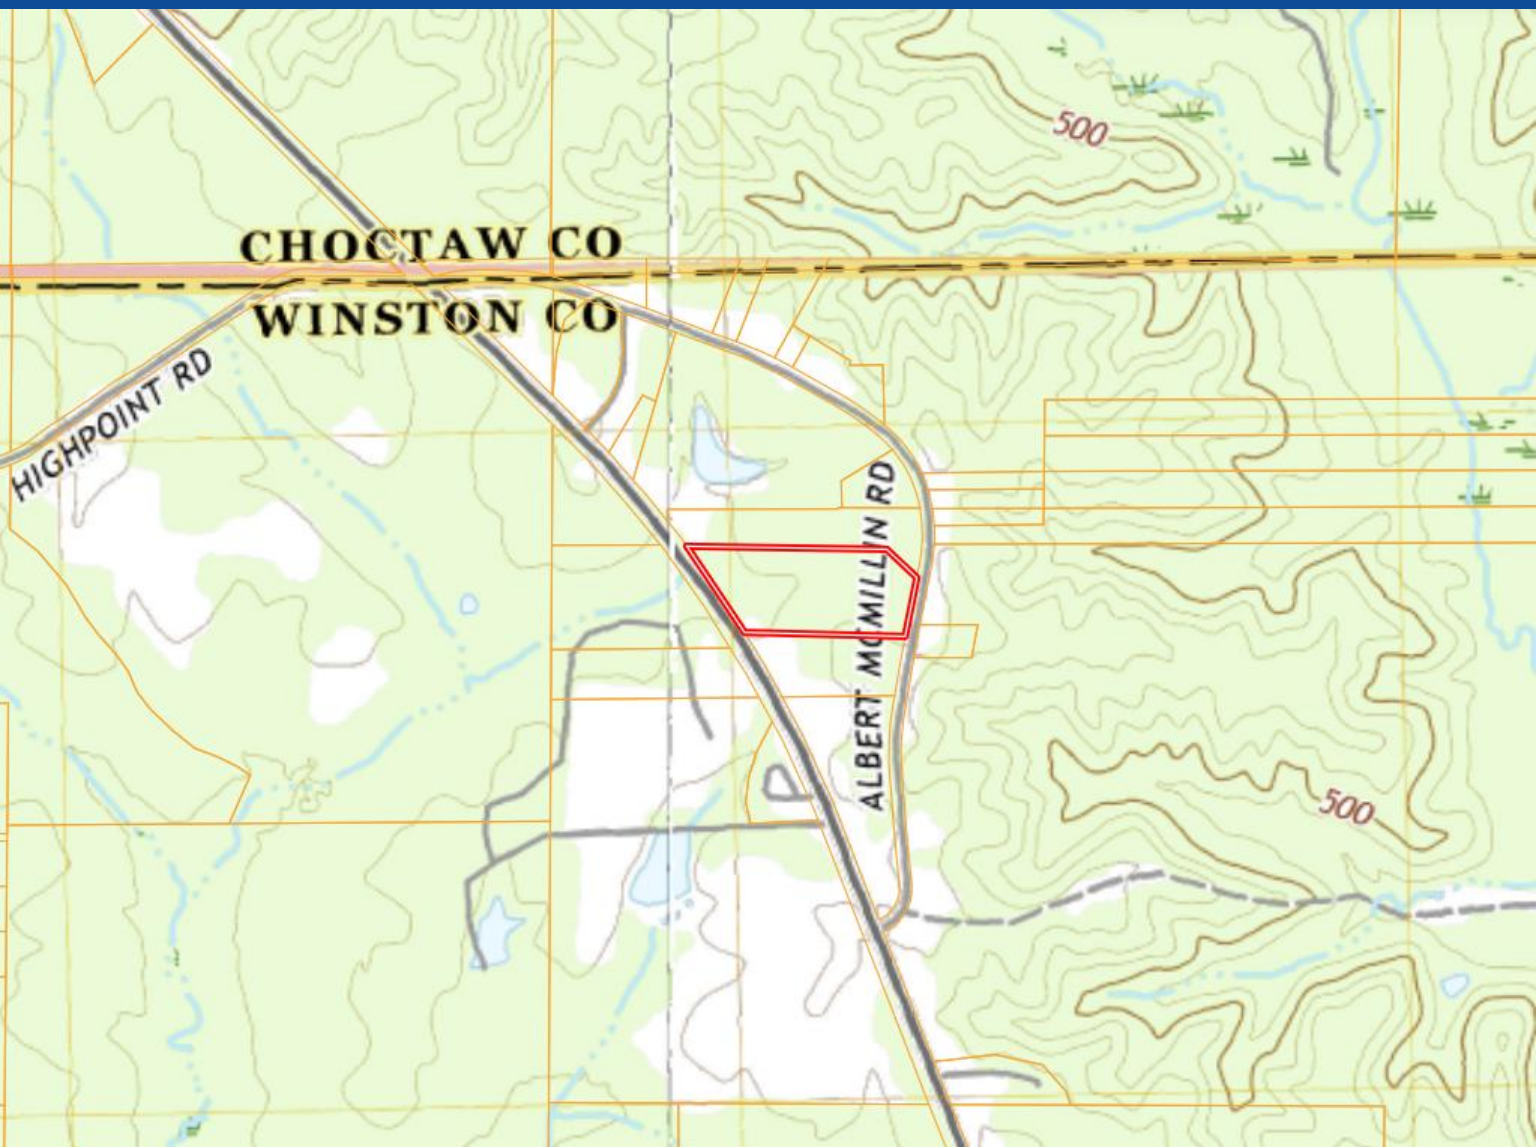 500
CHOCTAW CO
WINSTON CO
HIGHPOINT RD
ALBERT MCMILLIN RD
500